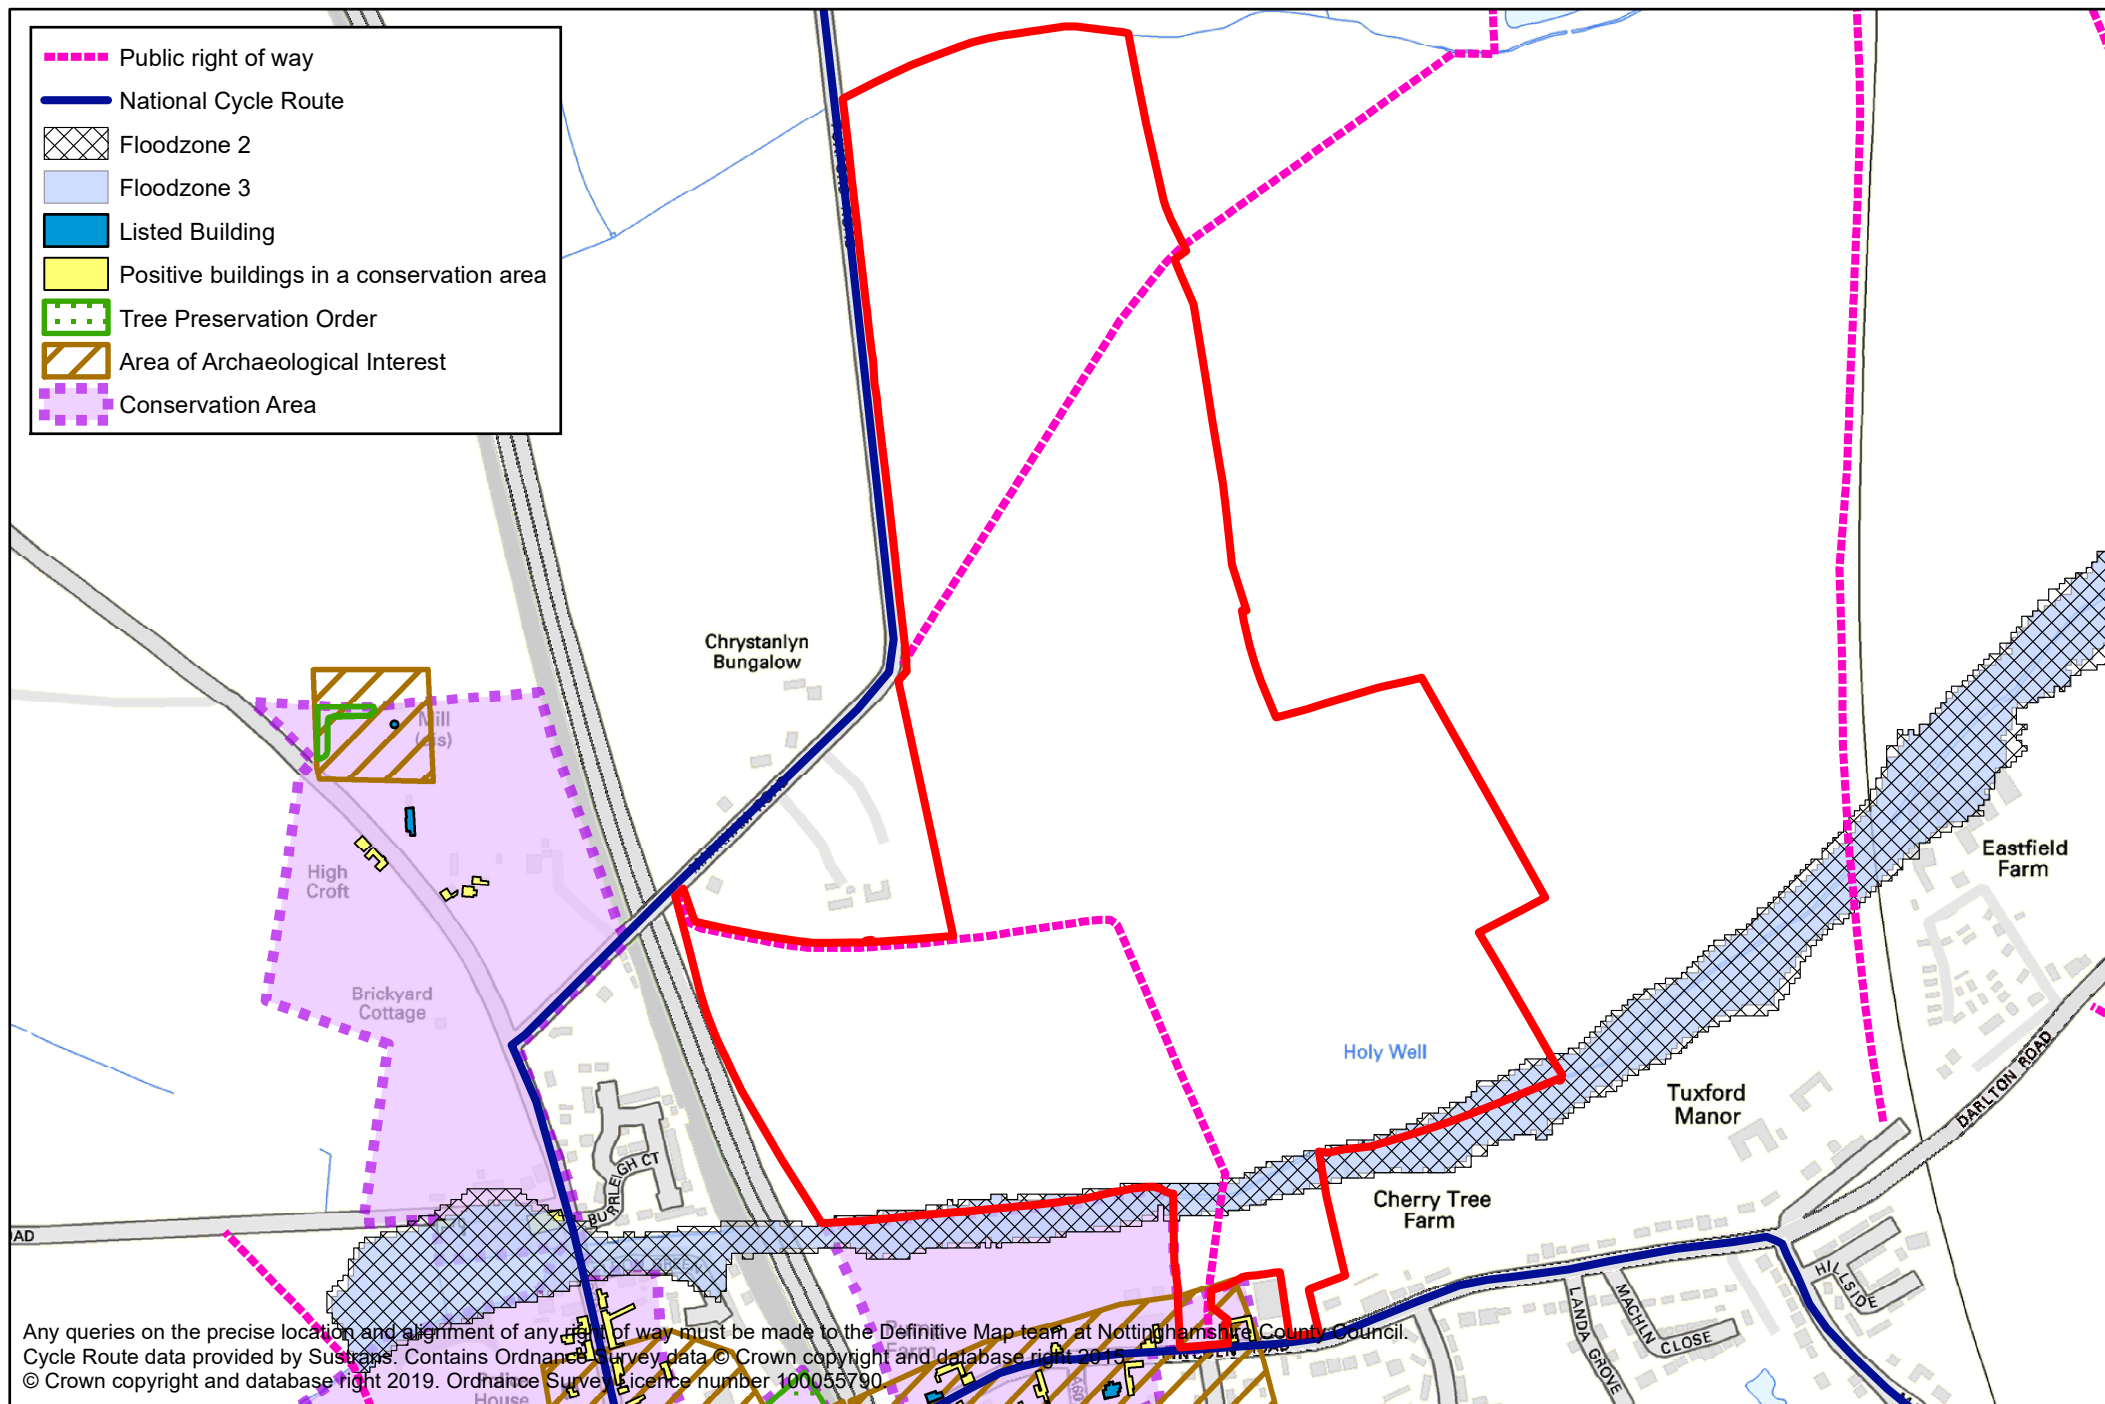 Public right of way
National Cycle Route
Floodzone 2
Floodzone 3
Listed Building
Positive buildings in a conservation area
Tree Preservation Order
Area of Archaeological Interest
Conservation Area
Chrystanlyn
Bungalow
Mill
(dis)
High
Croft
Brickyard
Cottage
Eastfield
Farm
Holy Well
Tuxford
Manor
DARLTON ROAD
BURLEIGH CT
Cherry Tree
Farm
HILLSIDE
MACHLN
CLOSE
LANDA GROVE
Farm
House
Any queries on the precise location and alignment of any right of way must be made to the Definitive Map team at Nottinghamshire County Council.
Cycle Route data provided by Sustrans. Contains Ordnance Survey data © Crown copyright and database right 2015
© Crown copyright and database right 2019. Ordnance Survey Licence number 100055790